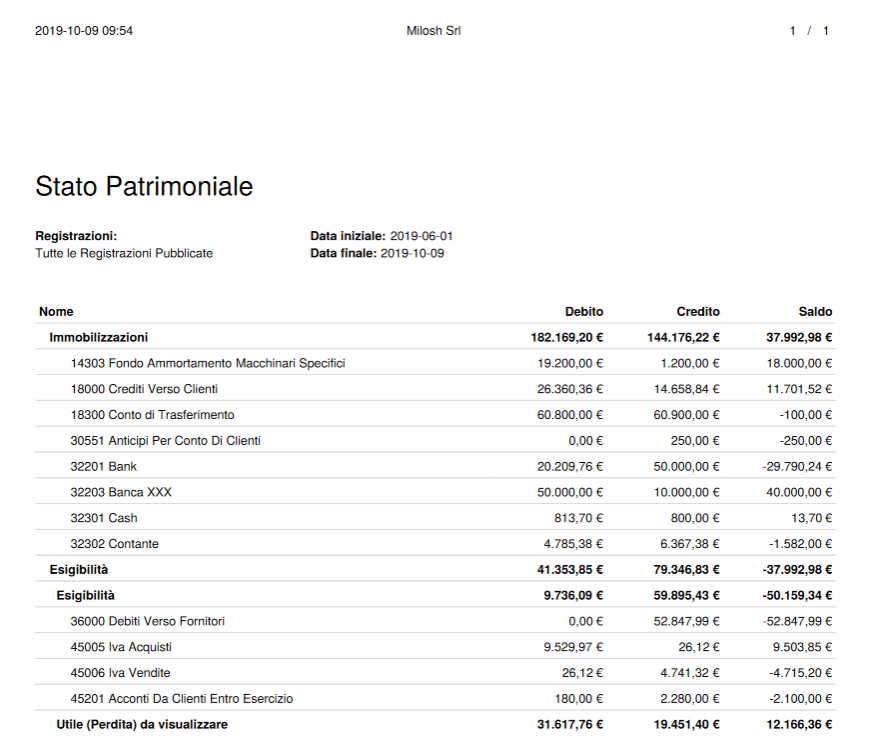 2019-10-09 09:54 Milosh Srl 1 / 1
Stato Patrimoniale
Registrazioni: Data iniziale: 2019-06-01
Tutte le Registrazioni Pubblicate Data finale: 2019-10-09
Nome Debito Credito Saldo
Immobilizzazioni 182.169,20 € 144.176,22 € 37.992,98 €
14303 Fondo Ammortamento Macchinari Specifici 19.200,00 € 1.200,00 € 18.000,00 €
18000 Crediti Verso Clienti 26.360,36 € 14.658,84 € 11.701,52 €
18300 Conto di Trasferimento 60.800,00 € 60.900,00 € -100,00 €
30551 Anticipi Per Conto Di Clienti 0,00 € 250,00 € -250,00 €
32201 Bank 20.209,76 € 50.000,00 € -29.790,24 €
32203 Banca XXX 50.000,00 € 10.000,00 € 40.000,00 €
32301 Cash 813,70 € 800,00 € 13,70 €
32302 Contante 4.785,38 € 6.367,38 € -1.582,00 €
Esigibilità 41.353,85 € 79.346,83 € -37.992,98 €
Esigibilità 9.736,09 € 59.895,43 € -50.159,34 €
36000 Debiti Verso Fornitori 0,00 € 52.847,99 € -52.847,99 €
45005 Iva Acquisti 9.529,97 € 26,12 € 9.503,85 €
45006 Iva Vendite 26,12 € 4.741,32 € -4.715,20 €
45201 Acconti Da Clienti Entro Esercizio 180,00 € 2.280,00 € -2.100,00 €
Utile (Perdita) da visualizzare 31.617,76 € 19.451,40 € 12.166,36 €